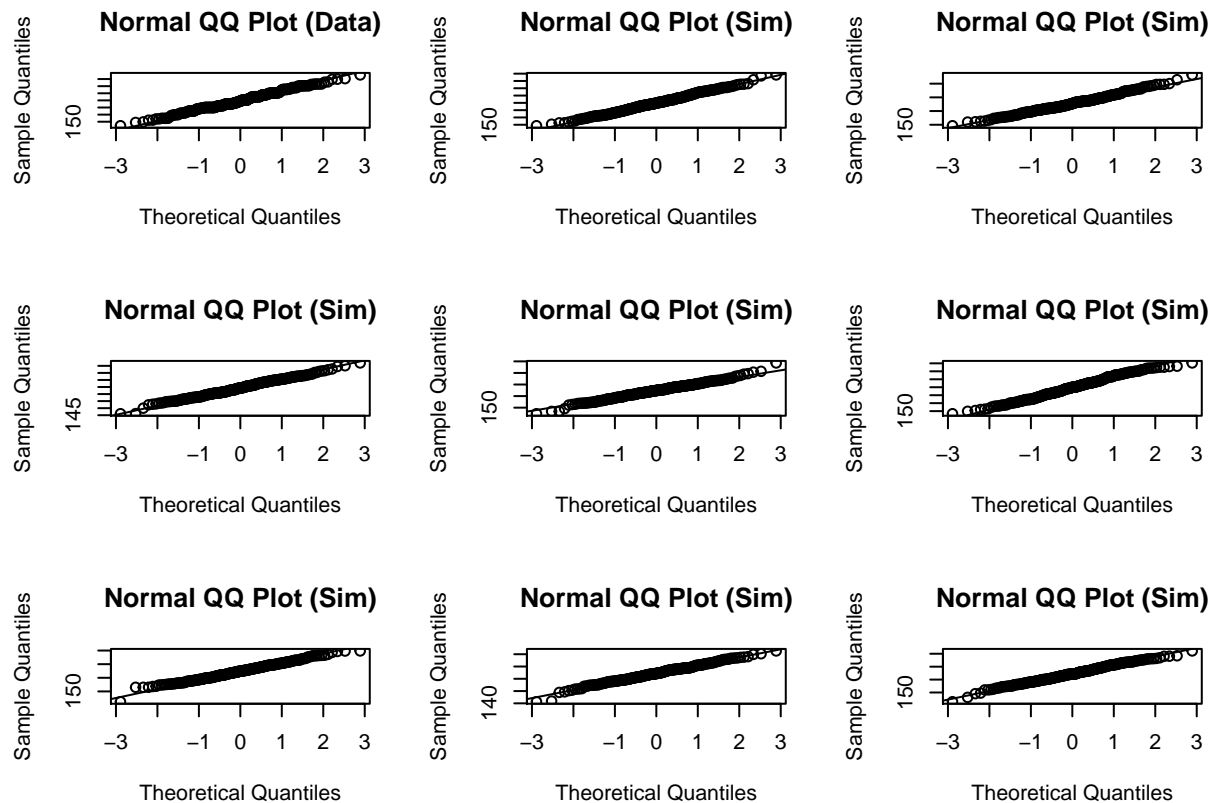 Normal QQ Plot (Data)
Sample Quantiles
150
−3 −1 0 1 2 3
Theoretical Quantiles
Normal QQ Plot (Sim)
Sample Quantiles
150
−3 −1 0 1 2 3
Theoretical Quantiles
Normal QQ Plot (Sim)
Sample Quantiles
150
−3 −1 0 1 2 3
Theoretical Quantiles
Normal QQ Plot (Sim)
Sample Quantiles
145
−3 −1 0 1 2 3
Theoretical Quantiles
Normal QQ Plot (Sim)
Sample Quantiles
150
−3 −1 0 1 2 3
Theoretical Quantiles
Normal QQ Plot (Sim)
Sample Quantiles
150
−3 −1 0 1 2 3
Theoretical Quantiles
Normal QQ Plot (Sim)
Sample Quantiles
150
−3 −1 0 1 2 3
Theoretical Quantiles
Normal QQ Plot (Sim)
Sample Quantiles
140
−3 −1 0 1 2 3
Theoretical Quantiles
Normal QQ Plot (Sim)
Sample Quantiles
150
−3 −1 0 1 2 3
Theoretical Quantiles